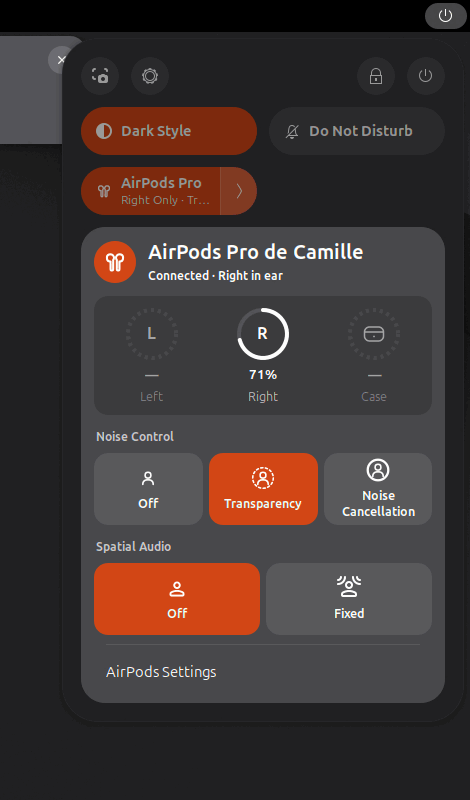 Dark Style
Do Not Disturb
AirPods Pro
Right Only · Tr…
AirPods Pro de Camille
Connected · Right in ear
L
R
—
71%
—
Left
Right
Case
Noise Control
Off
Transparency
Noise
Cancellation
Spatial Audio
Off
Fixed
AirPods Settings